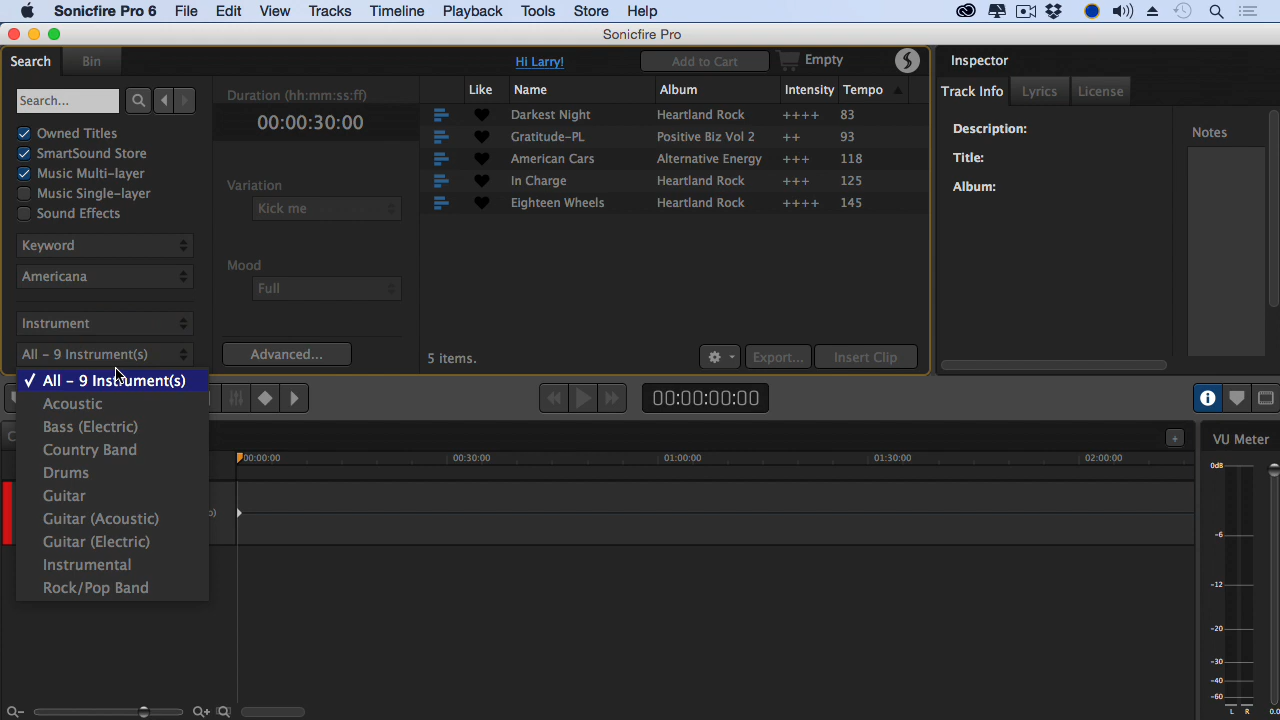 Sonicfire Pro 6 File Edit View Tracks Timeline Playback Tools Store Help
Sonicfire Pro
Search Bin Hi Larry! Add to Cart Empty
Search...
Owned Titles
SmartSound Store
Music Multi-layer
Music Single-layer
Sound Effects
Keyword
Americana
Instrument
All - 9 Instrument(s)
✓ All - 9 Instrument(s)
Acoustic
Bass (Electric)
Country Band
Drums
Guitar
Guitar (Acoustic)
Guitar (Electric)
Instrumental
Rock/Pop Band
Duration (hh:mm:ss:ff)
00:00:30:00
Variation
Kick me
Mood
Full
Advanced...
Like Name Album Intensity Tempo
Darkest Night Heartland Rock ++++ 83
Gratitude-PL Positive Biz Vol 2 ++ 93
American Cars Alternative Energy +++ 118
In Charge Heartland Rock +++ 125
Eighteen Wheels Heartland Rock ++++ 145
5 items. Export... Insert Clip
Inspector
Track Info Lyrics License
Description:
Title:
Album:
Notes
00:00:00:00
00:00:00 00:30:00 01:00:00 01:30:00 02:00:00
VU Meter
0dB
-6
-12
-20
-30
-40
-60
L R 0.0